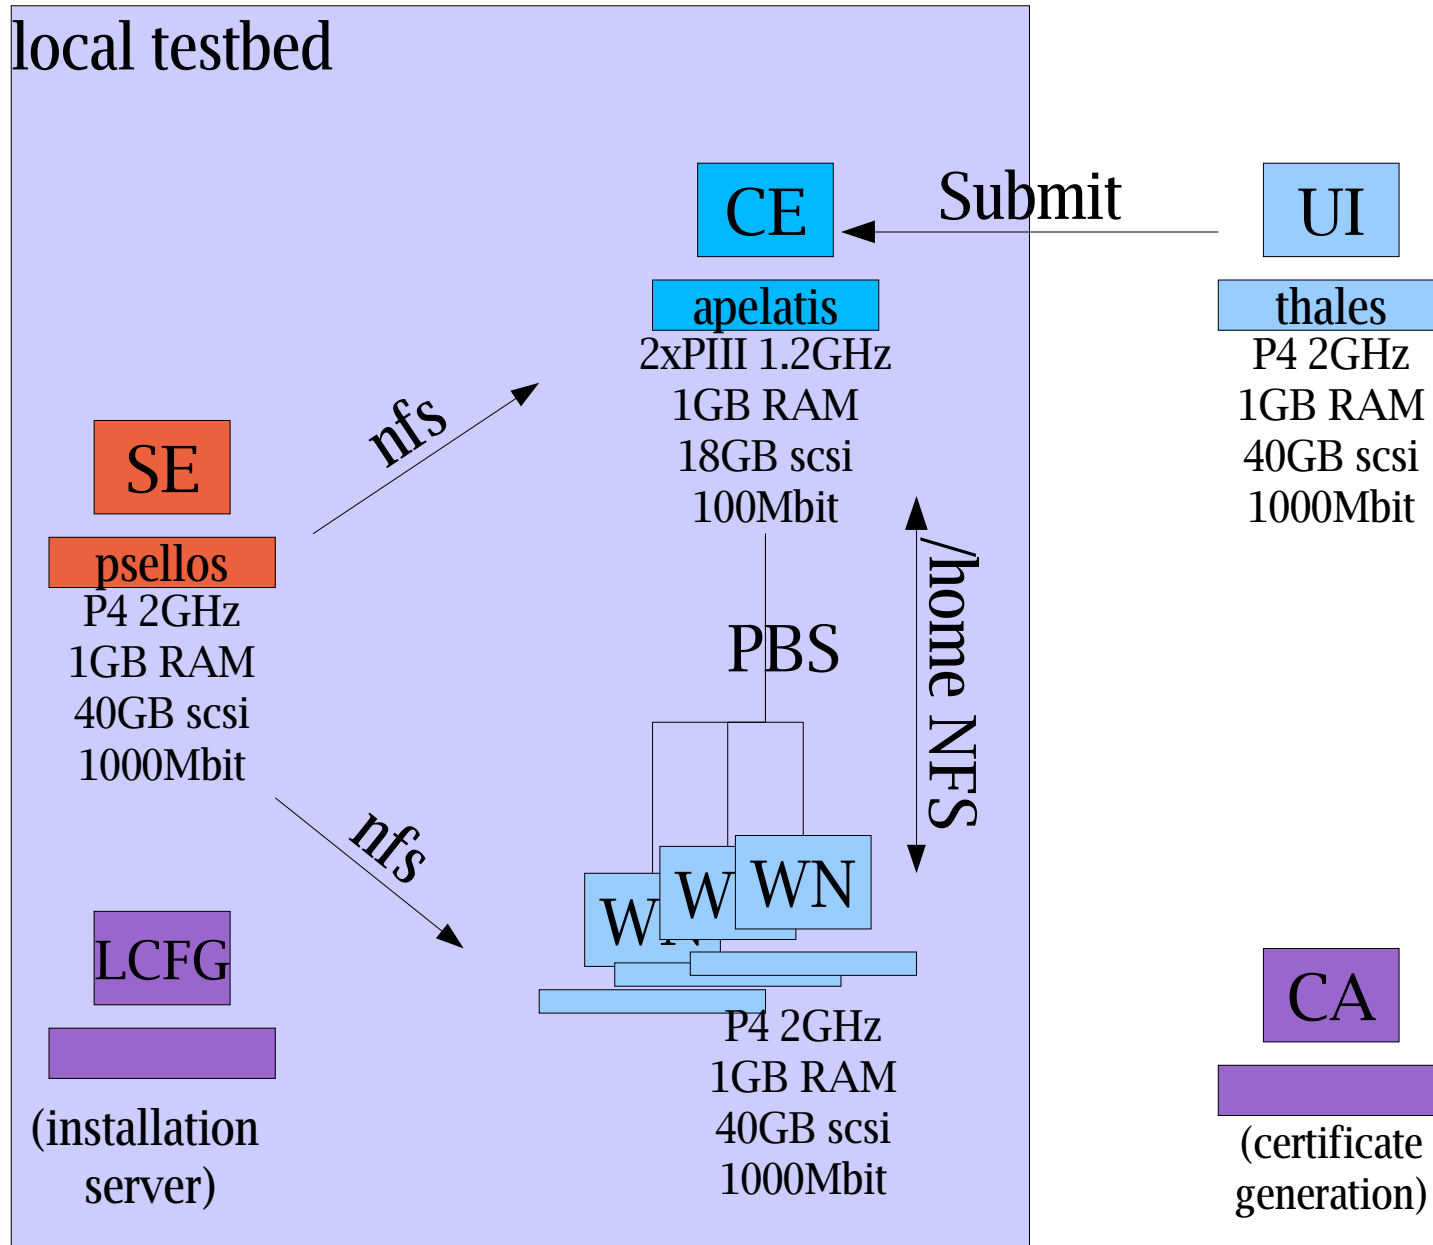 local testbed
CE
Submit
UI
apelatis
thales
2xPIII 1.2GHz
1GB RAM
18GB scsi
100Mbit
P4 2GHz
1GB RAM
40GB scsi
1000Mbit
nfs
SE
psellos
P4 2GHz
1GB RAM
40GB scsi
1000Mbit
PBS
/home NFS
nfs
WN
W
WN
P4 2GHz
1GB RAM
40GB scsi
1000Mbit
LCFG
(installation
server)
CA
(certificate
generation)